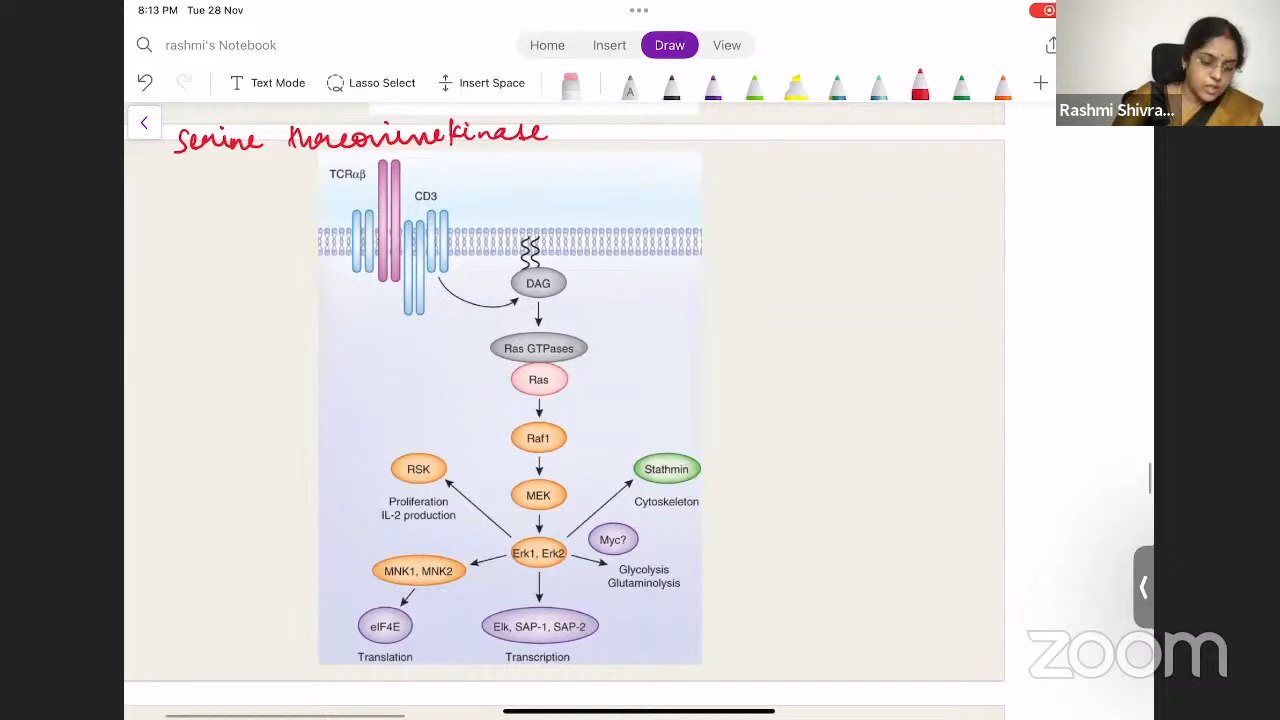 8:13 PM Tue 28 Nov
rashmi's Notebook
Home Insert Draw View
Text Mode Lasso Select Insert Space
A
Rashmi Shivra...
Serine threonine kinase
TCRαβ
CD3
DAG
Ras GTPases
Ras
Raf1
RSK
Stathmin
MEK
Proliferation
IL-2 production
Cytoskeleton
Myc?
Erk1, Erk2
MNK1, MNK2
Glycolysis
Glutaminolysis
eIF4E
Elk, SAP-1, SAP-2
Translation
Transcription
zoom